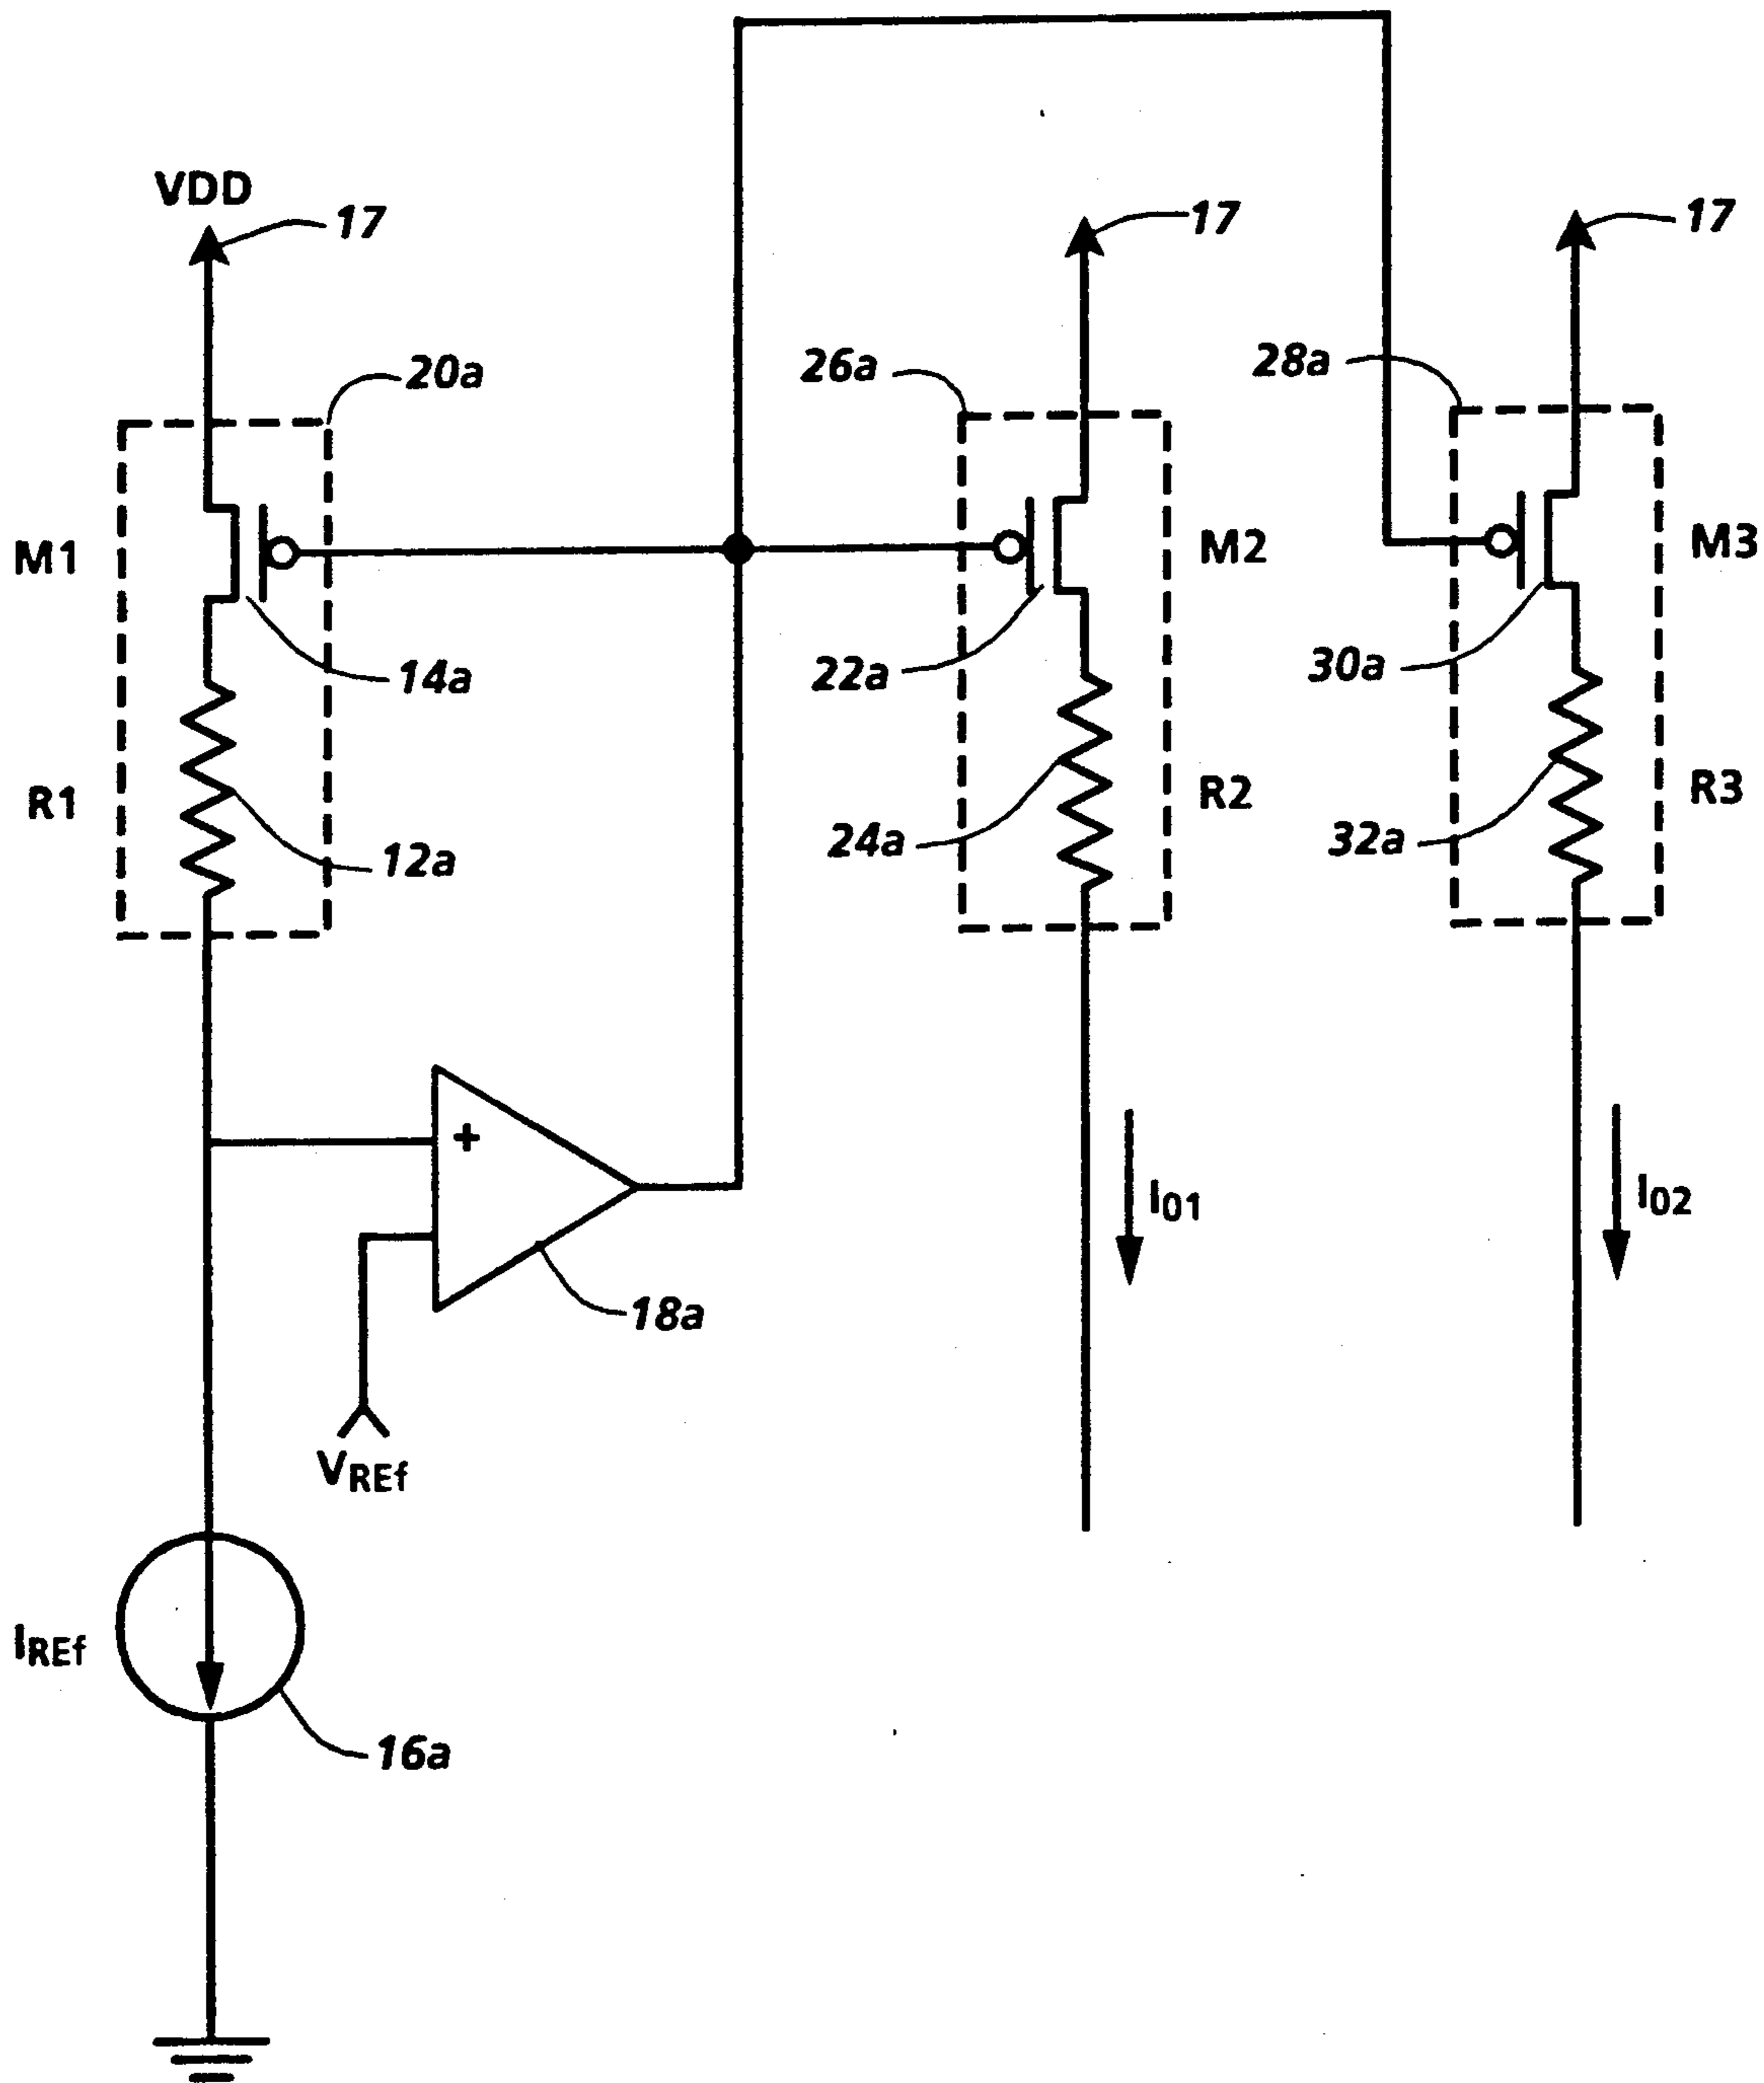 VDD
17
17
17
20a
26a
28a
M1
M2
M3
14a
22a
30a
R1
R2
R3
12a
24a
32a
+
I01
I02
18a
VREf
IREf
16a